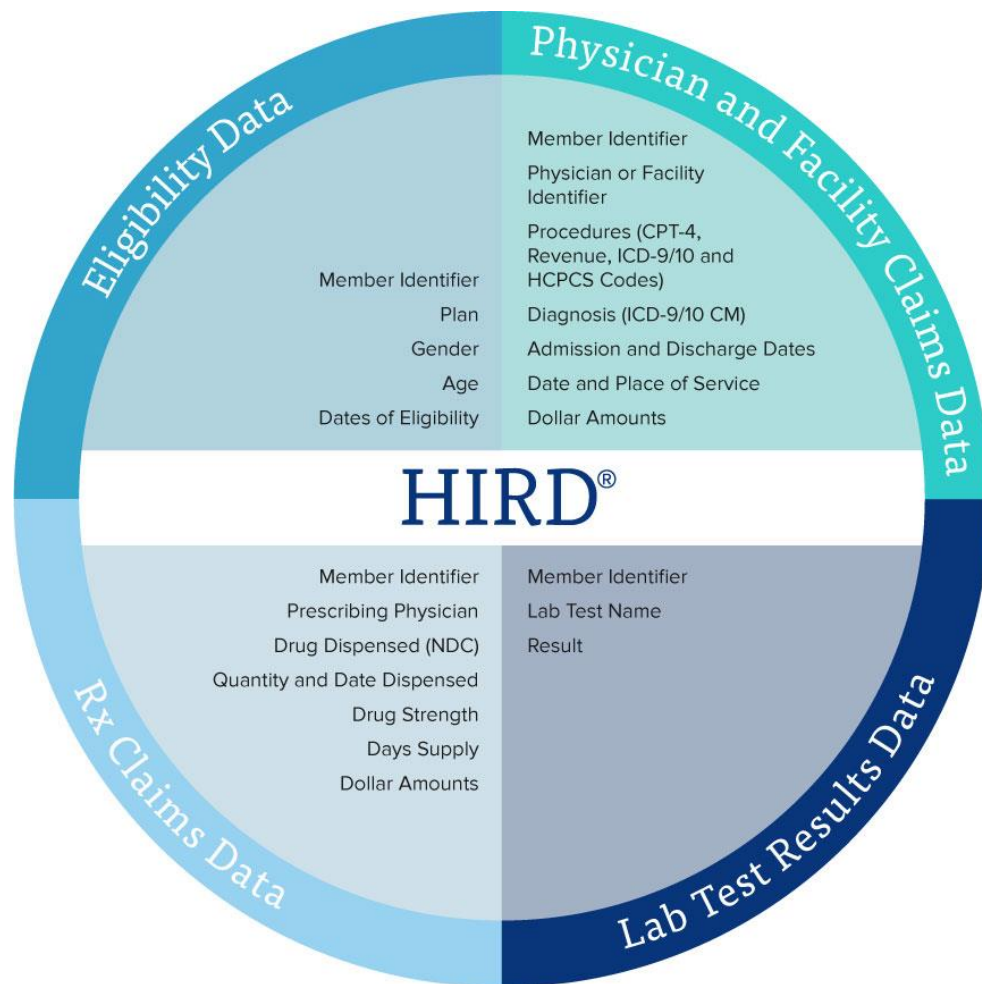 Eligibility Data
Member Identifier
Plan
Gender
Age
Dates of Eligibility
Physician and Facility Claims Data
Member Identifier
Physician or Facility
Identifier
Procedures (CPT-4,
Revenue, ICD-9/10 and
HCPCS Codes)
Diagnosis (ICD-9/10 CM)
Admission and Discharge Dates
Date and Place of Service
Dollar Amounts
HIRD®
Rx Claims Data
Member Identifier
Prescribing Physician
Drug Dispensed (NDC)
Quantity and Date Dispensed
Drug Strength
Days Supply
Dollar Amounts
Lab Test Results Data
Member Identifier
Lab Test Name
Result